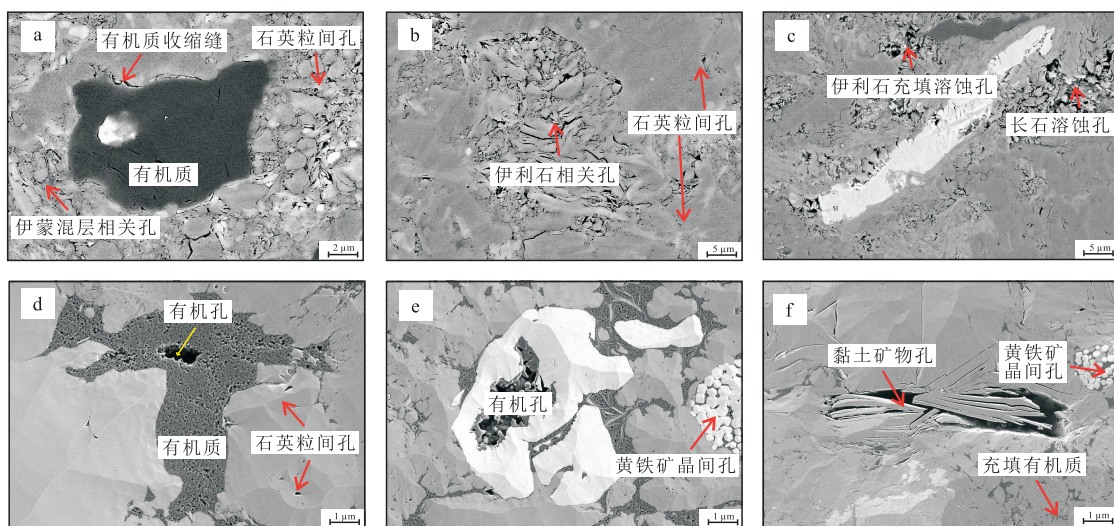 a
有机质收缩缝
石英粒间孔
有机质
伊蒙混层相关孔
2 μm
b
石英粒间孔
伊利石相关孔
5 μm
c
伊利石充填溶蚀孔
长石溶蚀孔
5 μm
d
有机孔
有机质
石英粒间孔
1 μm
e
有机孔
黄铁矿晶间孔
1 μm
f
黏土矿物孔
黄铁矿
晶间孔
充填有机质
1 μm